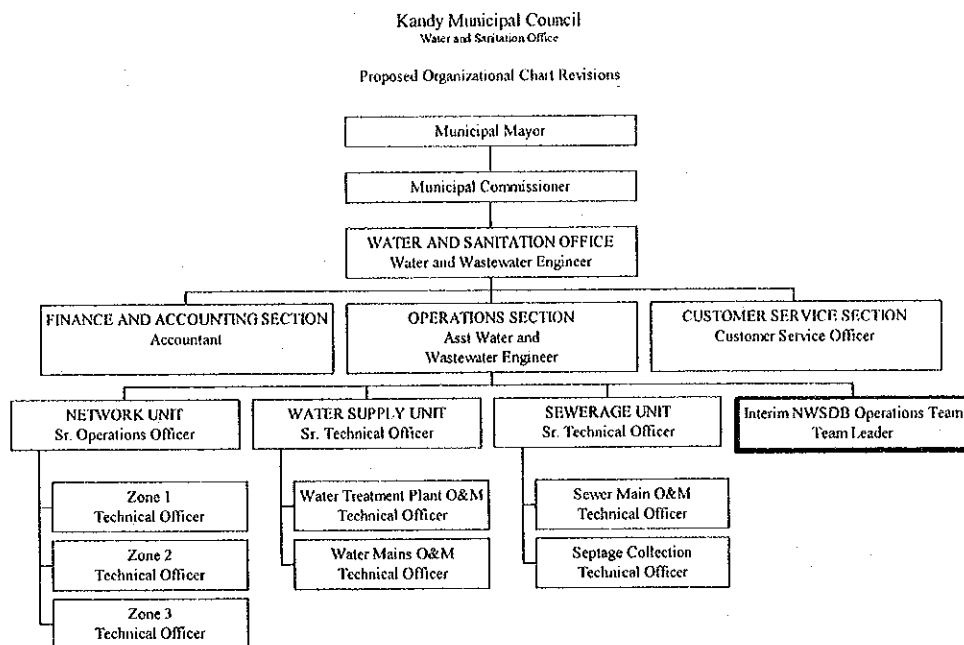 Kandy Municipal Council
Water and Sanitation Office
Proposed Organizational Chart Revisions
Municipal Mayor
Municipal Commissioner
WATER AND SANITATION OFFICE
Water and Wastewater Engineer
FINANCE AND ACCOUNTING SECTION
Accountant
OPERATIONS SECTION
Asst Water and
Wastewater Engineer
CUSTOMER SERVICE SECTION
Customer Service Officer
NETWORK UNIT
Sr. Operations Officer
WATER SUPPLY UNIT
Sr. Technical Officer
SEWERAGE UNIT
Sr. Technical Officer
Interim NWSDB Operations Team
Team Leader
Zone 1
Technical Officer
Zone 2
Technical Officer
Zone 3
Technical Officer
Water Treatment Plant O&M
Technical Officer
Water Mains O&M
Technical Officer
Sewer Main O&M
Technical Officer
Septage Collection
Technical Officer